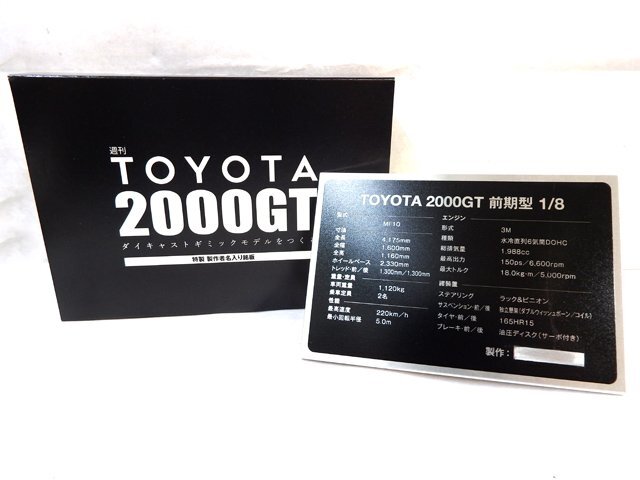 週刊
TOYOTA
2000GT
ダイキャストギミックモデルをつく
特製 製作者名入り銘板
TOYOTA 2000GT 前期型 1/8
型式 MF10
寸法
全長 4,175mm
全幅 1,600mm
全高 1,160mm
ホイールベース 2,330mm
トレッド・前/後 1,300mm/1,300mm
重量・定員
車両重量 1,120kg
乗車定員 2名
性能
最高速度 220km/h
最小回転半径 5.0m
エンジン
形式 3M
種類 水冷直列6気筒DOHC
総排気量 1,988cc
最高出力 150ps/6,600rpm
最大トルク 18.0kg·m/5,000rpm
諸装置
ステアリング ラック&ピニオン
サスペンション・前/後 独立懸架(ダブルウィッシュボーン/コイル)
タイヤ・前/後 165HR15
ブレーキ・前/後 油圧ディスク(サーボ付き)
製作: